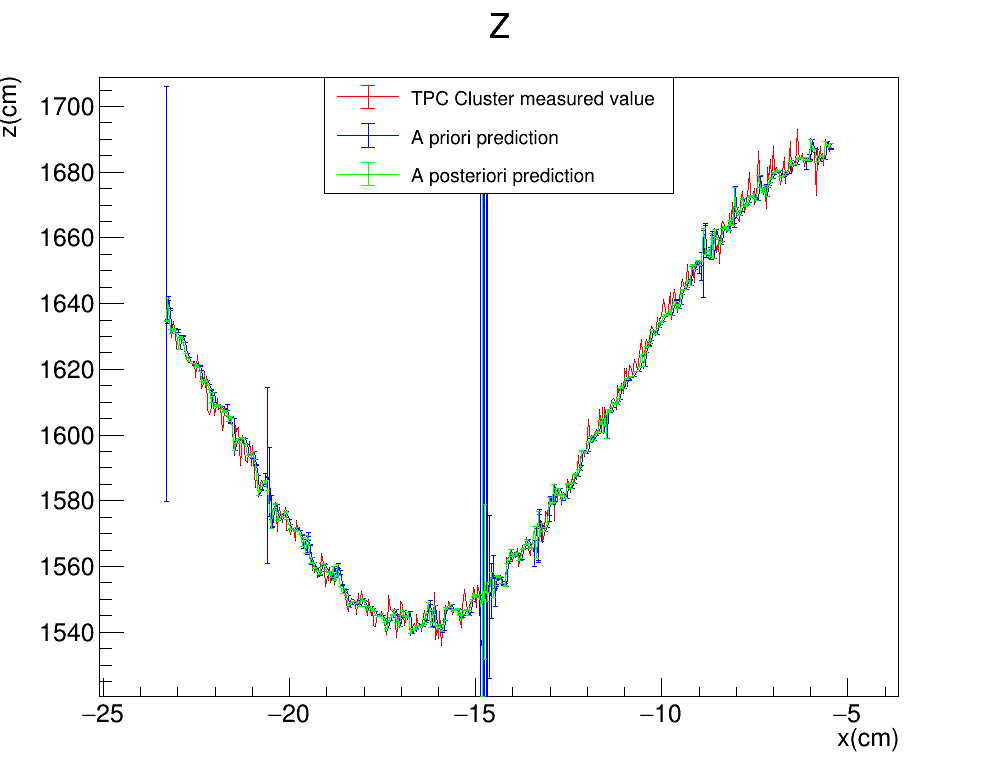 Z
z(cm)
1700
1680
1660
1640
1620
1600
1580
1560
1540
TPC Cluster measured value
A priori prediction
A posteriori prediction
−25 −20 −15 −10 −5
x(cm)